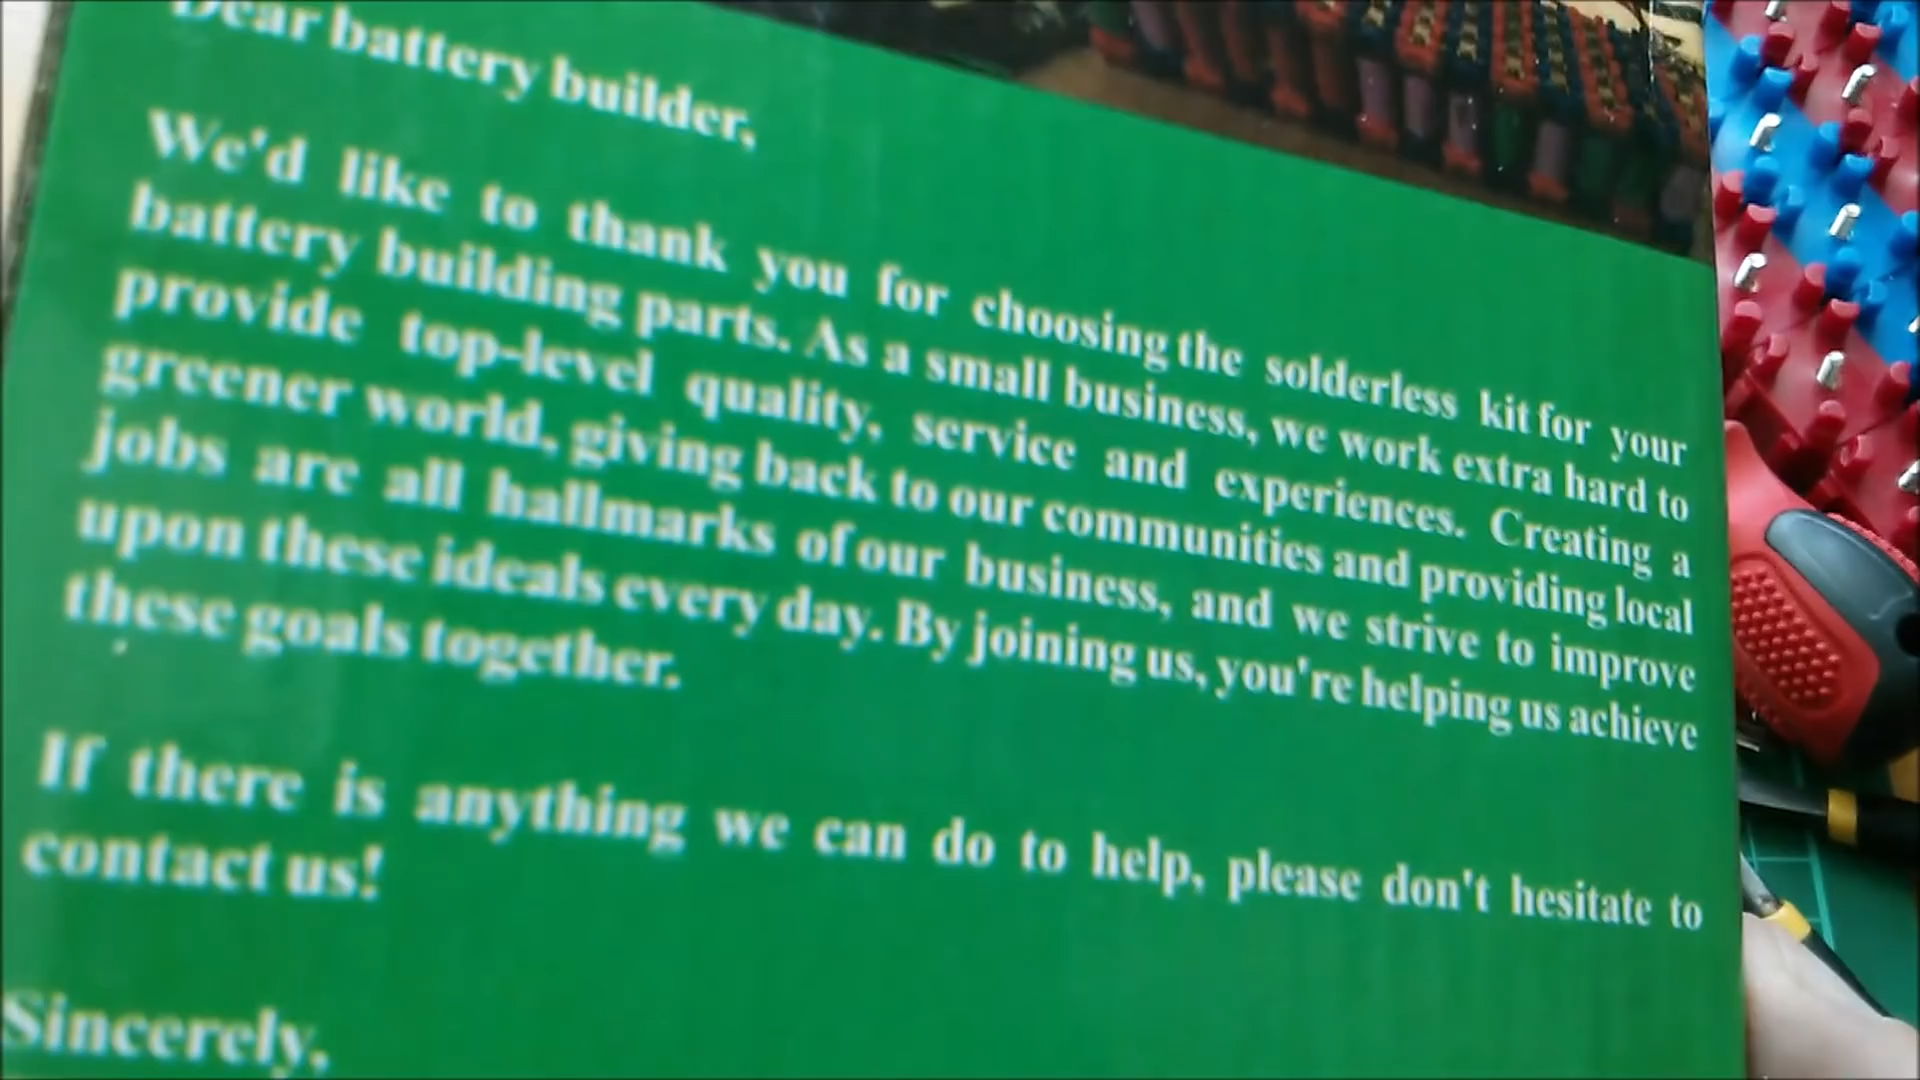 Dear battery builder,
We'd like to thank you for choosing the solderless kit for your
battery building parts. As a small business, we work extra hard to
provide top-level quality, service and experiences. Creating a
greener world, giving back to our communities and providing local
jobs are all hallmarks of our business, and we strive to improve
upon these ideals every day. By joining us, you're helping us achieve
these goals together.
If there is anything we can do to help, please don't hesitate to
contact us!
Sincerely,